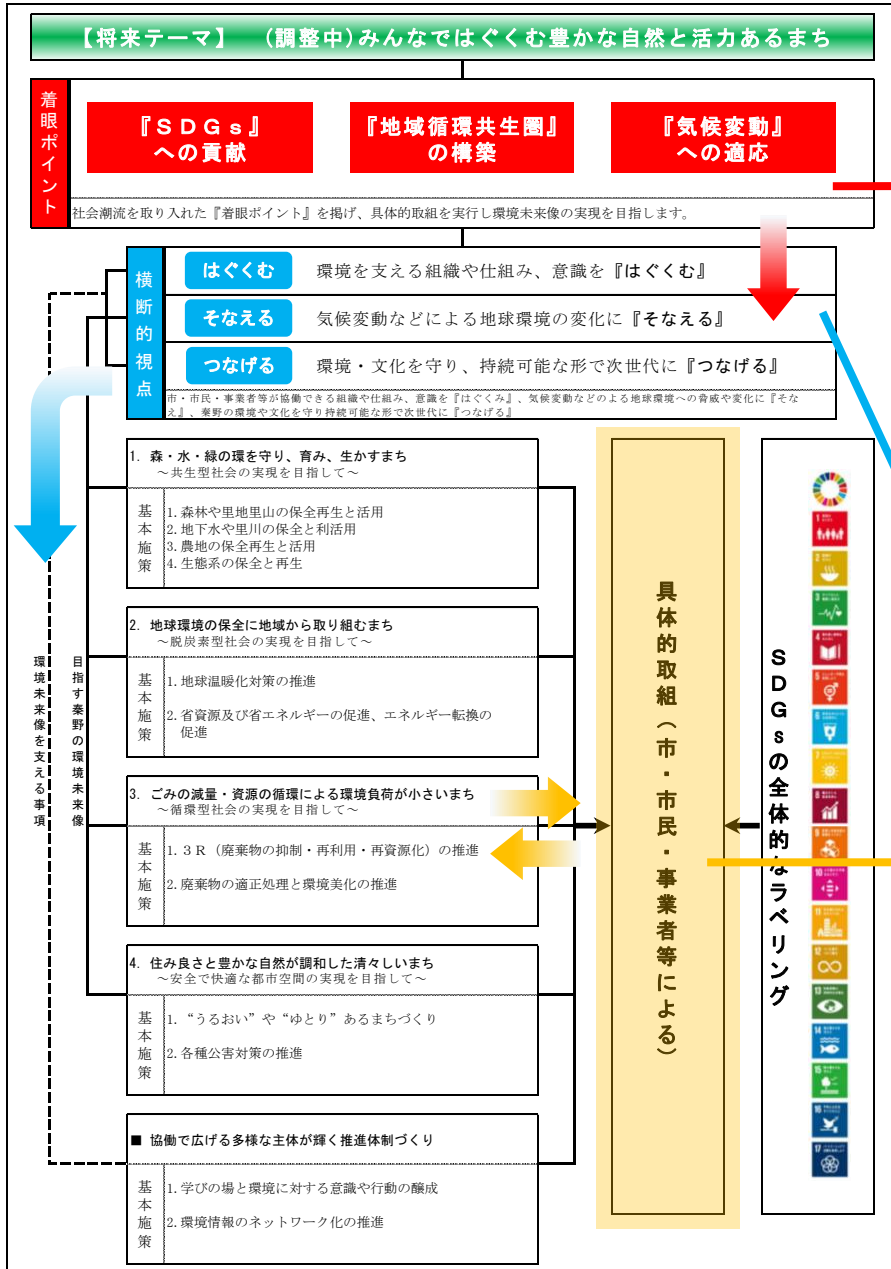 【将来テーマ】　(調整中)みんなではぐくむ豊かな自然と活力あるまち
着眼ポイント
『ＳＤＧｓ』
への貢献
『地域循環共生圏』
の構築
『気候変動』
への適応
社会潮流を取り入れた『着眼ポイント』を掲げ、具体的取組を実行し環境未来像の実現を目指します。
横断的視点
はぐくむ
環境を支える組織や仕組み、意識を『はぐくむ』
そなえる
気候変動などによる地球環境の変化に『そなえる』
つなげる
環境・文化を守り、持続可能な形で次世代に『つなげる』
市・市民・事業者等が協働できる組織や仕組み、意識を『はぐくみ』、気候変動などのよる地球環境への脅威や変化に『そな
え』、秦野の環境や文化を守り持続可能な形で次世代に『つなげる』
環境未来像を支える事項
目指す秦野の環境未来像
1. 森・水・緑の環を守り、育み、生かすまち
～共生型社会の実現を目指して～
基本施策
1. 森林や里地里山の保全再生と活用
2. 地下水や里川の保全と利活用
3. 農地の保全再生と活用
4. 生態系の保全と再生
2. 地球環境の保全に地域から取り組むまち
～脱炭素型社会の実現を目指して～
基本施策
1. 地球温暖化対策の推進
2. 省資源及び省エネルギーの促進、エネルギー転換の
促進
3. ごみの減量・資源の循環による環境負荷が小さいまち
～循環型社会の実現を目指して～
基本施策
1. ３Ｒ（廃棄物の抑制・再利用・再資源化）の推進
2. 廃棄物の適正処理と環境美化の推進
4. 住み良さと豊かな自然が調和した清々しいまち
～安全で快適な都市空間の実現を目指して～
基本施策
1. “うるおい”や“ゆとり”あるまちづくり
2. 各種公害対策の推進
■ 協働で広げる多様な主体が輝く推進体制づくり
基本施策
1. 学びの場と環境に対する意識や行動の醸成
2. 環境情報のネットワーク化の推進
具体的取組（市・市民・事業者等による）
ＳＤＧｓの全体的なラベリング
1
2
3
4
5
6
7
8
9
10
11
12
13
14
15
16
17